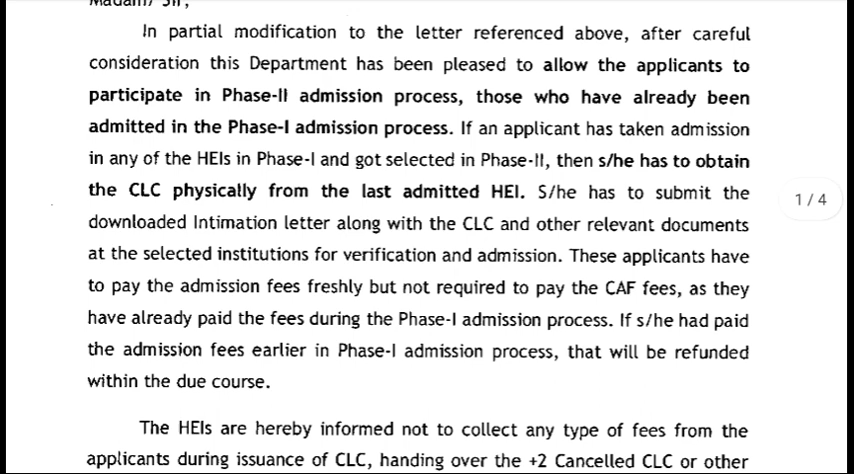 In partial modification to the letter referenced above, after careful
consideration this Department has been pleased to allow the applicants to
participate in Phase-II admission process, those who have already been
admitted in the Phase-I admission process. If an applicant has taken admission
in any of the HEIs in Phase-I and got selected in Phase-II, then s/he has to obtain
the CLC physically from the last admitted HEI. S/he has to submit the
1/4
downloaded Intimation letter along with the CLC and other relevant documents
at the selected institutions for verification and admission. These applicants have
to pay the admission fees freshly but not required to pay the CAF fees, as they
have already paid the fees during the Phase-I admission process. If s/he had paid
the admission fees earlier in Phase-I admission process, that will be refunded
within the due course.
The HEIs are hereby informed not to collect any type of fees from the
applicants during issuance of CLC, handing over the +2 Cancelled CLC or other